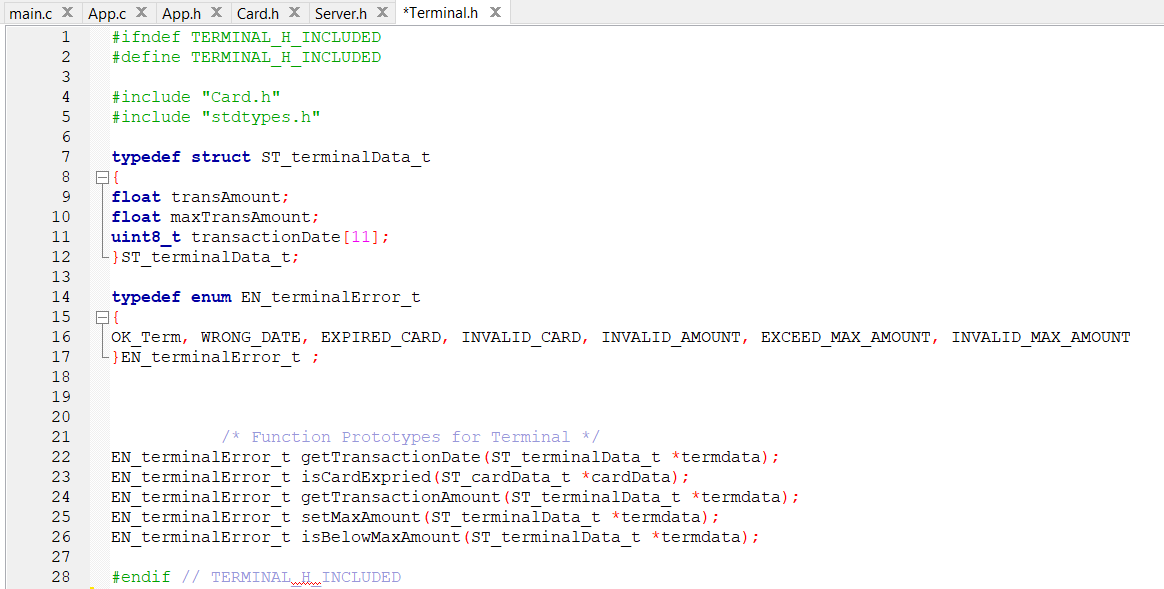 main.c X App.c X App.h X Card.h X Server.h X *Terminal.h X
1 #ifndef TERMINAL_H_INCLUDED
2 #define TERMINAL_H_INCLUDED
3
4 #include "Card.h"
5 #include "stdtypes.h"
6
7 typedef struct ST_terminalData_t
8 {
9 float transAmount;
10 float maxTransAmount;
11 uint8_t transactionDate[11];
12 }ST_terminalData_t;
13
14 typedef enum EN_terminalError_t
15 {
16 OK_Term, WRONG_DATE, EXPIRED_CARD, INVALID_CARD, INVALID_AMOUNT, EXCEED_MAX_AMOUNT, INVALID_MAX_AMOUNT
17 }EN_terminalError_t ;
18
19
20
21 /* Function Prototypes for Terminal */
22 EN_terminalError_t getTransactionDate(ST_terminalData_t *termdata);
23 EN_terminalError_t isCardExpried(ST_cardData_t *cardData);
24 EN_terminalError_t getTransactionAmount(ST_terminalData_t *termdata);
25 EN_terminalError_t setMaxAmount(ST_terminalData_t *termdata);
26 EN_terminalError_t isBelowMaxAmount(ST_terminalData_t *termdata);
27
28 #endif // TERMINAL_H_INCLUDED